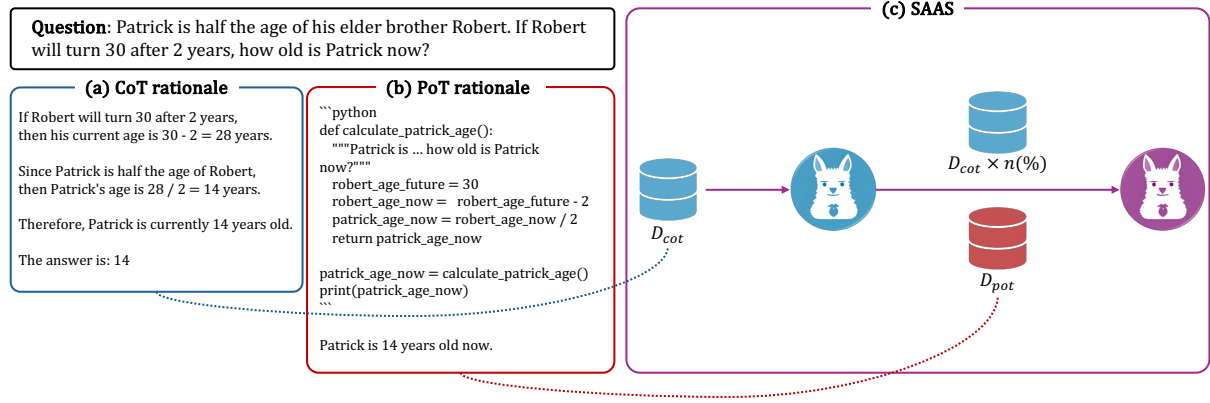 Question: Patrick is half the age of his elder brother Robert. If Robert
will turn 30 after 2 years, how old is Patrick now?
(a) CoT rationale
If Robert will turn 30 after 2 years,
then his current age is 30 - 2 = 28 years.
Since Patrick is half the age of Robert,
then Patrick's age is 28 / 2 = 14 years.
Therefore, Patrick is currently 14 years old.
The answer is: 14
(b) PoT rationale
```python
def calculate_patrick_age():
"""Patrick is ... how old is Patrick
now?"""
robert_age_future = 30
robert_age_now = robert_age_future - 2
patrick_age_now = robert_age_now / 2
return patrick_age_now
patrick_age_now = calculate_patrick_age()
print(patrick_age_now)
```
Patrick is 14 years old now.
(c) SAAS
D_cot
D_cot × n(%)
D_pot